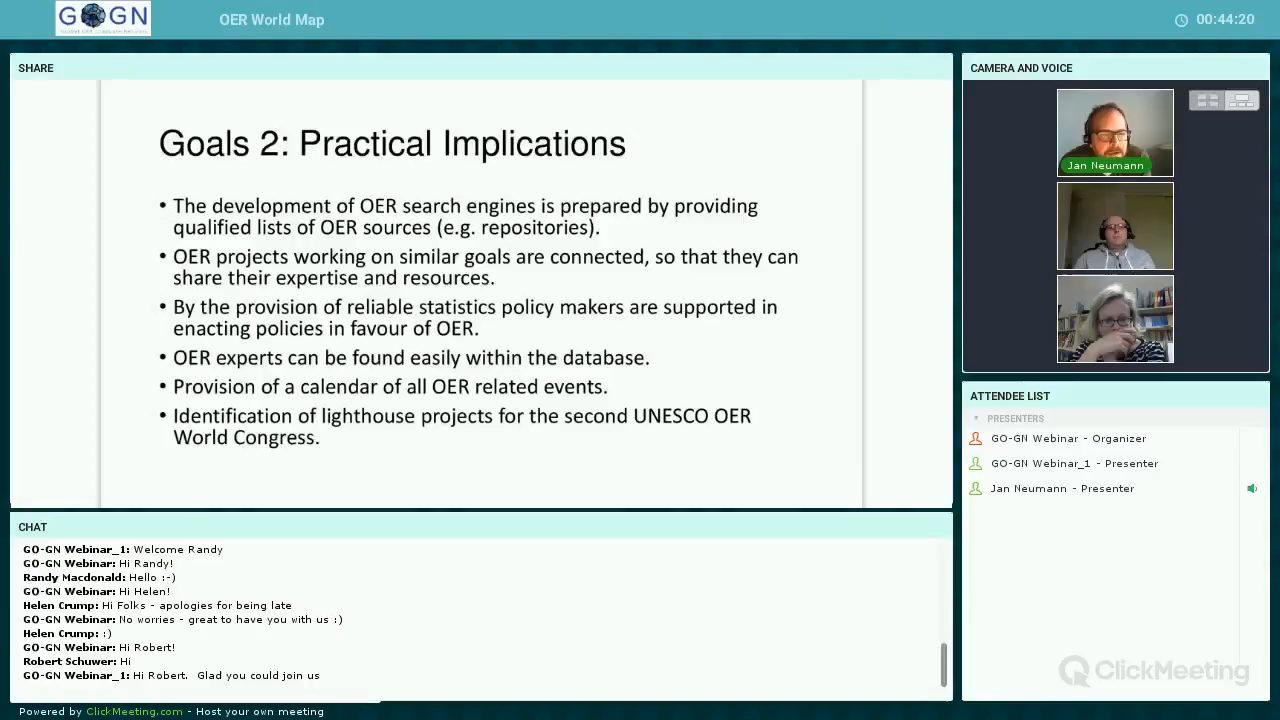 GOGN
OER World Map
00:44:20
SHARE
Goals 2: Practical Implications
• The development of OER search engines is prepared by providing
qualified lists of OER sources (e.g. repositories).
• OER projects working on similar goals are connected, so that they can
share their expertise and resources.
• By the provision of reliable statistics policy makers are supported in
enacting policies in favour of OER.
• OER experts can be found easily within the database.
• Provision of a calendar of all OER related events.
• Identification of lighthouse projects for the second UNESCO OER
World Congress.
CAMERA AND VOICE
Jan Neumann
ATTENDEE LIST
PRESENTERS
GO-GN Webinar - Organizer
GO-GN Webinar_1 - Presenter
Jan Neumann - Presenter
CHAT
GO-GN Webinar_1: Welcome Randy
GO-GN Webinar: Hi Randy!
Randy Macdonald: Hello :-)
GO-GN Webinar: Hi Helen!
Helen Crump: Hi Folks - apologies for being late
GO-GN Webinar: No worries - great to have you with us :)
Helen Crump: :)
GO-GN Webinar: Hi Robert!
Robert Schuwer: Hi
GO-GN Webinar_1: Hi Robert. Glad you could join us
ClickMeeting
Powered by ClickMeeting.com - Host your own meeting